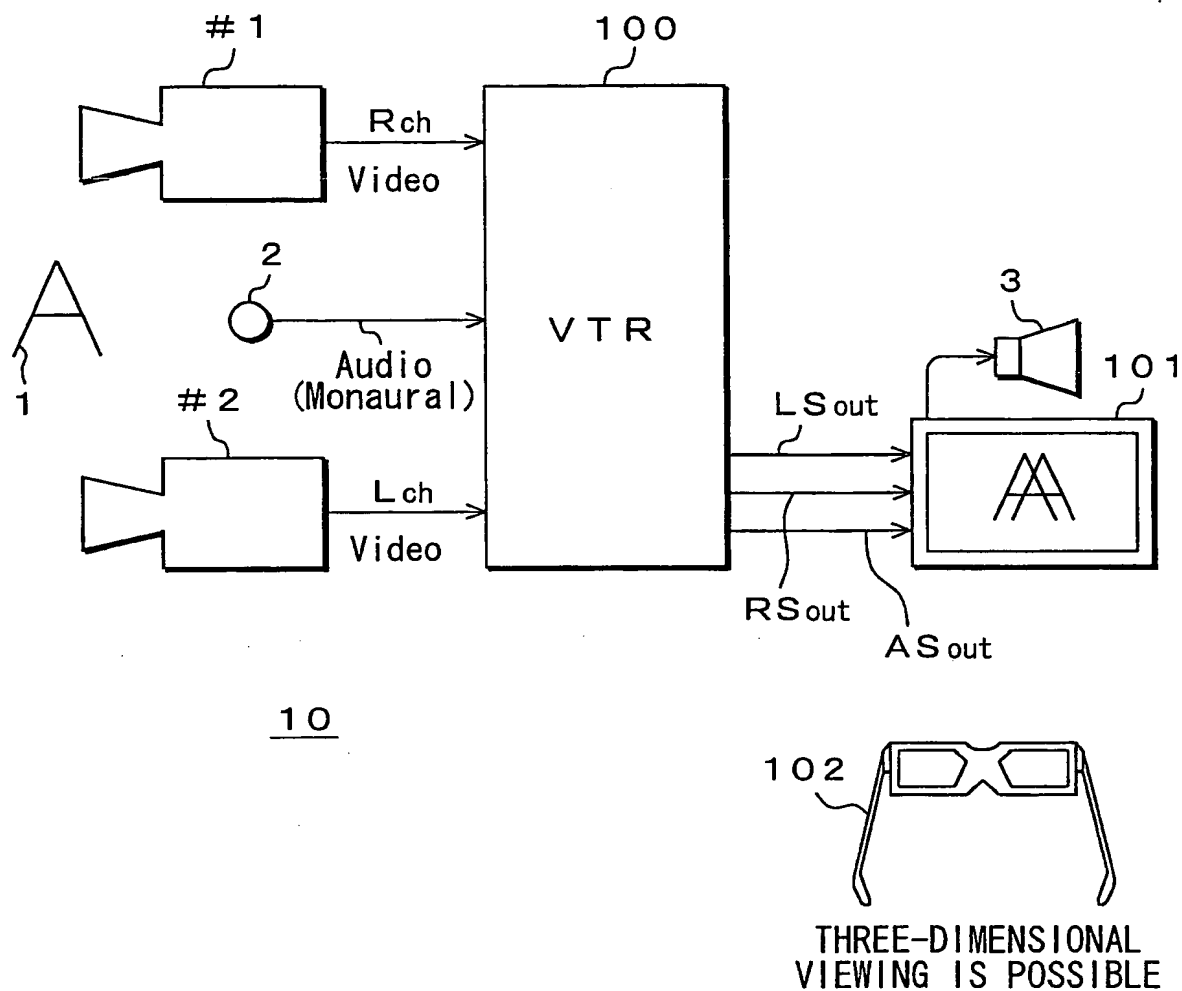 #1
100
Rch
Video
2
A
1
VTR
Audio
(Monaural)
3
101
#2
LSout
AA
Lch
Video
RSout
ASout
10
102
THREE-DIMENSIONAL
VIEWING IS POSSIBLE